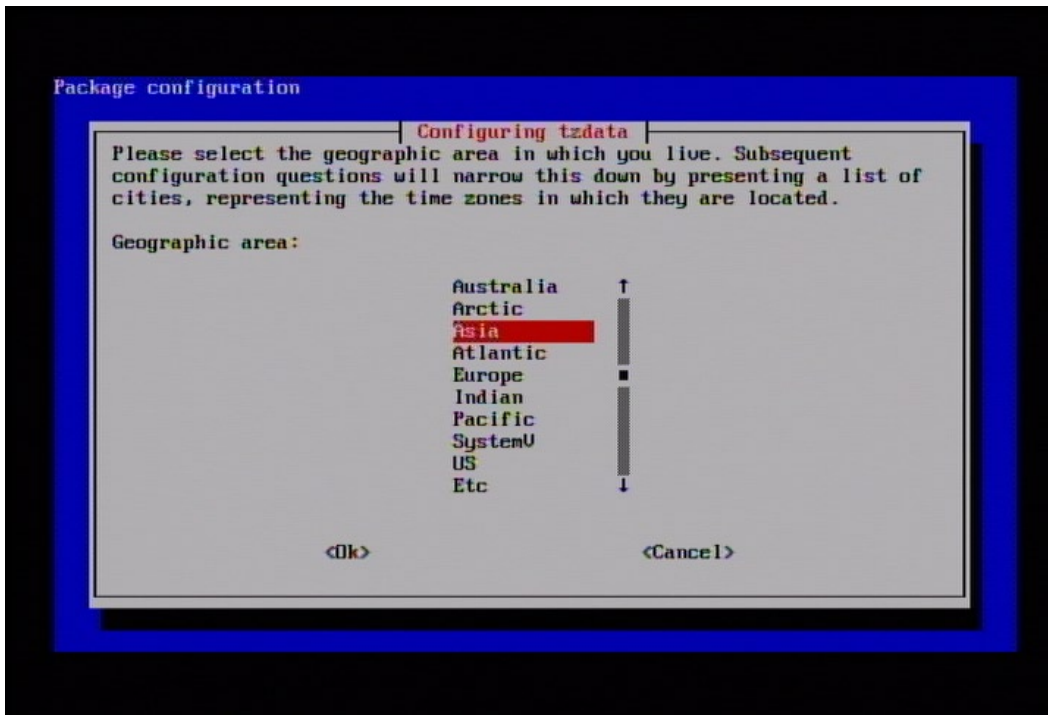 Package configuration
Configuring tzdata
Please select the geographic area in which you live. Subsequent
configuration questions will narrow this down by presenting a list of
cities, representing the time zones in which they are located.
Geographic area:
Australia
Arctic
Asia
Atlantic
Europe
Indian
Pacific
SystemV
US
Etc
<Ok> <Cancel>